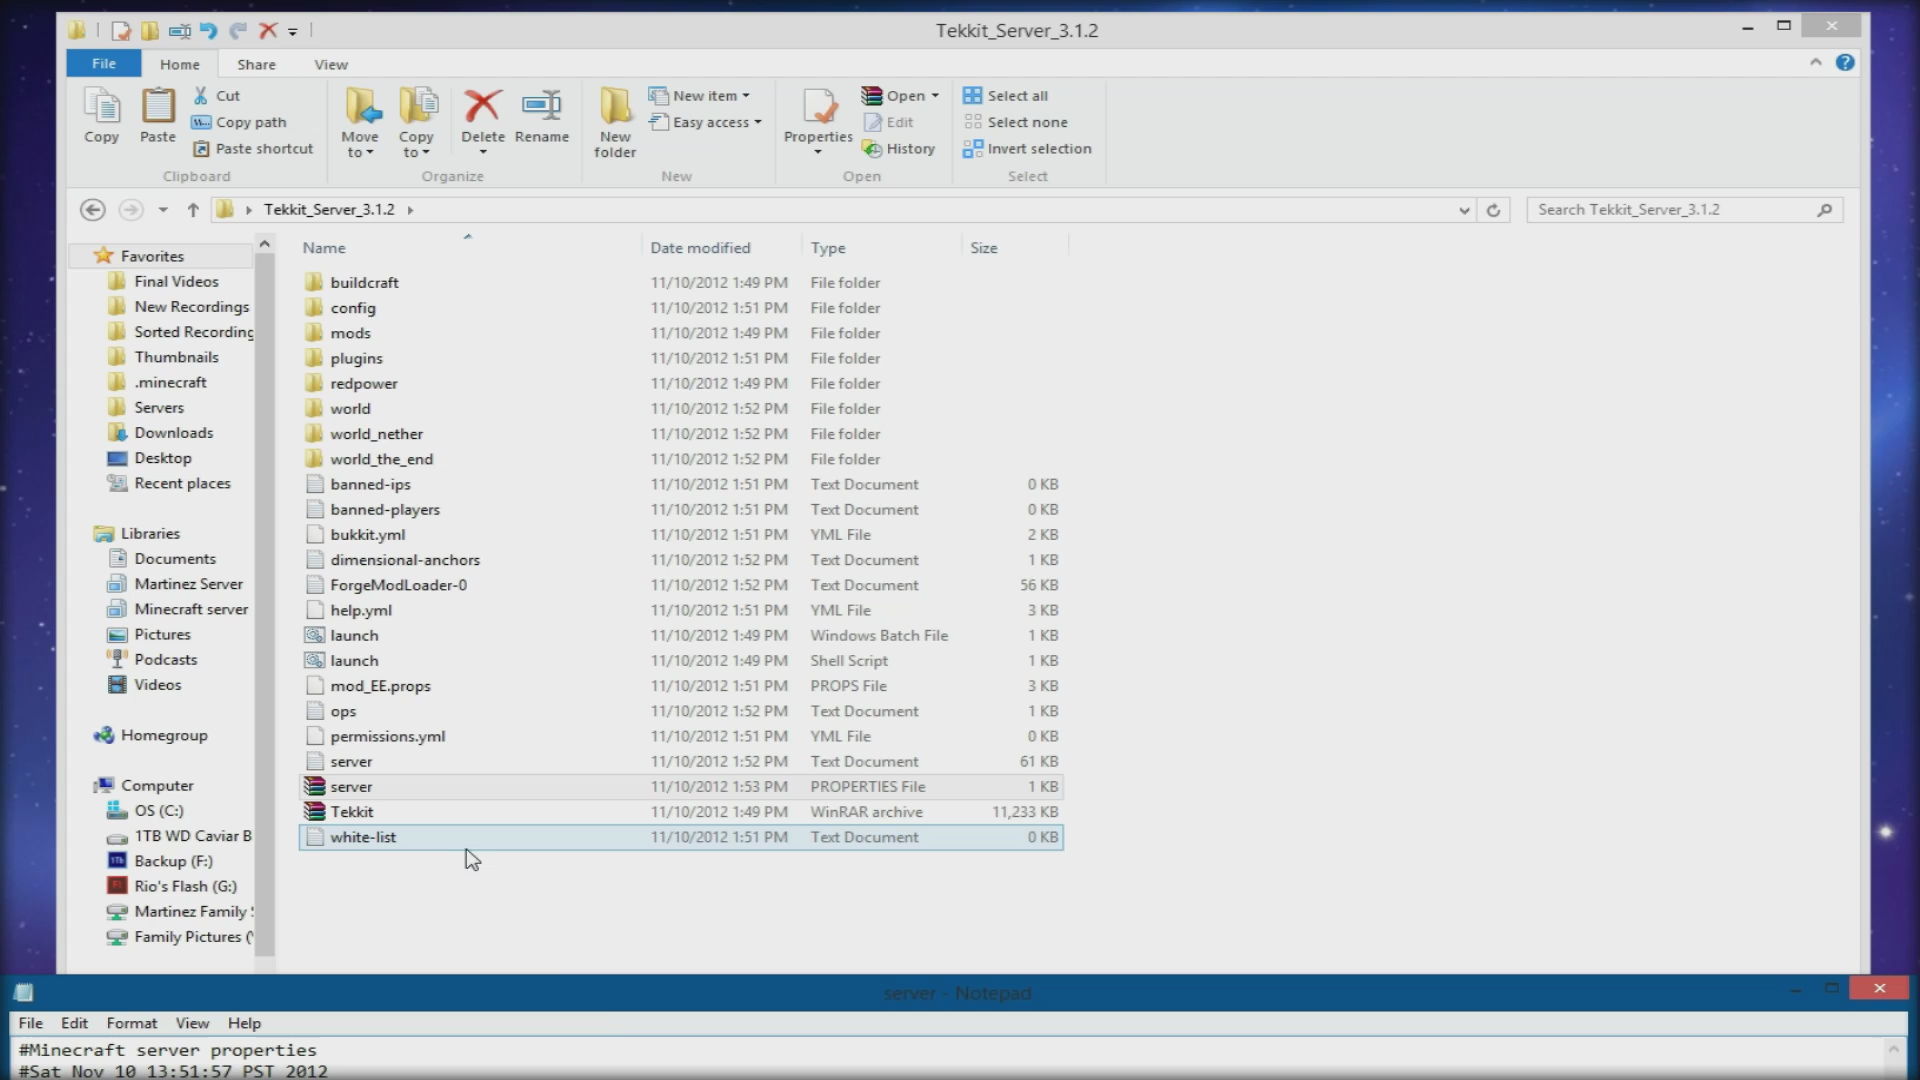 Tekkit_Server_3.1.2
File Home Share View
Copy Paste Cut Copy path Paste shortcut Clipboard
Move to Copy to Delete Rename Organize
New folder New item Easy access New
Properties Open Edit History Open
Select all Select none Invert selection Select
Tekkit_Server_3.1.2 Search Tekkit_Server_3.1.2
Favorites
Final Videos
New Recordings
Sorted Recording
Thumbnails
.minecraft
Servers
Downloads
Desktop
Recent places
Libraries
Documents
Martinez Server
Minecraft server
Pictures
Podcasts
Videos
Homegroup
Computer
OS (C:)
1TB WD Caviar B
Backup (F:)
Rio's Flash (G:)
Martinez Family
Family Pictures (
Name Date modified Type Size
buildcraft 11/10/2012 1:49 PM File folder
config 11/10/2012 1:51 PM File folder
mods 11/10/2012 1:49 PM File folder
plugins 11/10/2012 1:51 PM File folder
redpower 11/10/2012 1:49 PM File folder
world 11/10/2012 1:52 PM File folder
world_nether 11/10/2012 1:52 PM File folder
world_the_end 11/10/2012 1:52 PM File folder
banned-ips 11/10/2012 1:51 PM Text Document 0 KB
banned-players 11/10/2012 1:51 PM Text Document 0 KB
bukkit.yml 11/10/2012 1:51 PM YML File 2 KB
dimensional-anchors 11/10/2012 1:52 PM Text Document 1 KB
ForgeModLoader-0 11/10/2012 1:52 PM Text Document 56 KB
help.yml 11/10/2012 1:51 PM YML File 3 KB
launch 11/10/2012 1:49 PM Windows Batch File 1 KB
launch 11/10/2012 1:49 PM Shell Script 1 KB
mod_EE.props 11/10/2012 1:51 PM PROPS File 3 KB
ops 11/10/2012 1:52 PM Text Document 1 KB
permissions.yml 11/10/2012 1:51 PM YML File 0 KB
server 11/10/2012 1:52 PM Text Document 61 KB
server 11/10/2012 1:53 PM PROPERTIES File 1 KB
Tekkit 11/10/2012 1:49 PM WinRAR archive 11,233 KB
white-list 11/10/2012 1:51 PM Text Document 0 KB
server - Notepad
File Edit Format View Help
#Minecraft server properties
#Sat Nov 10 13:51:57 PST 2012